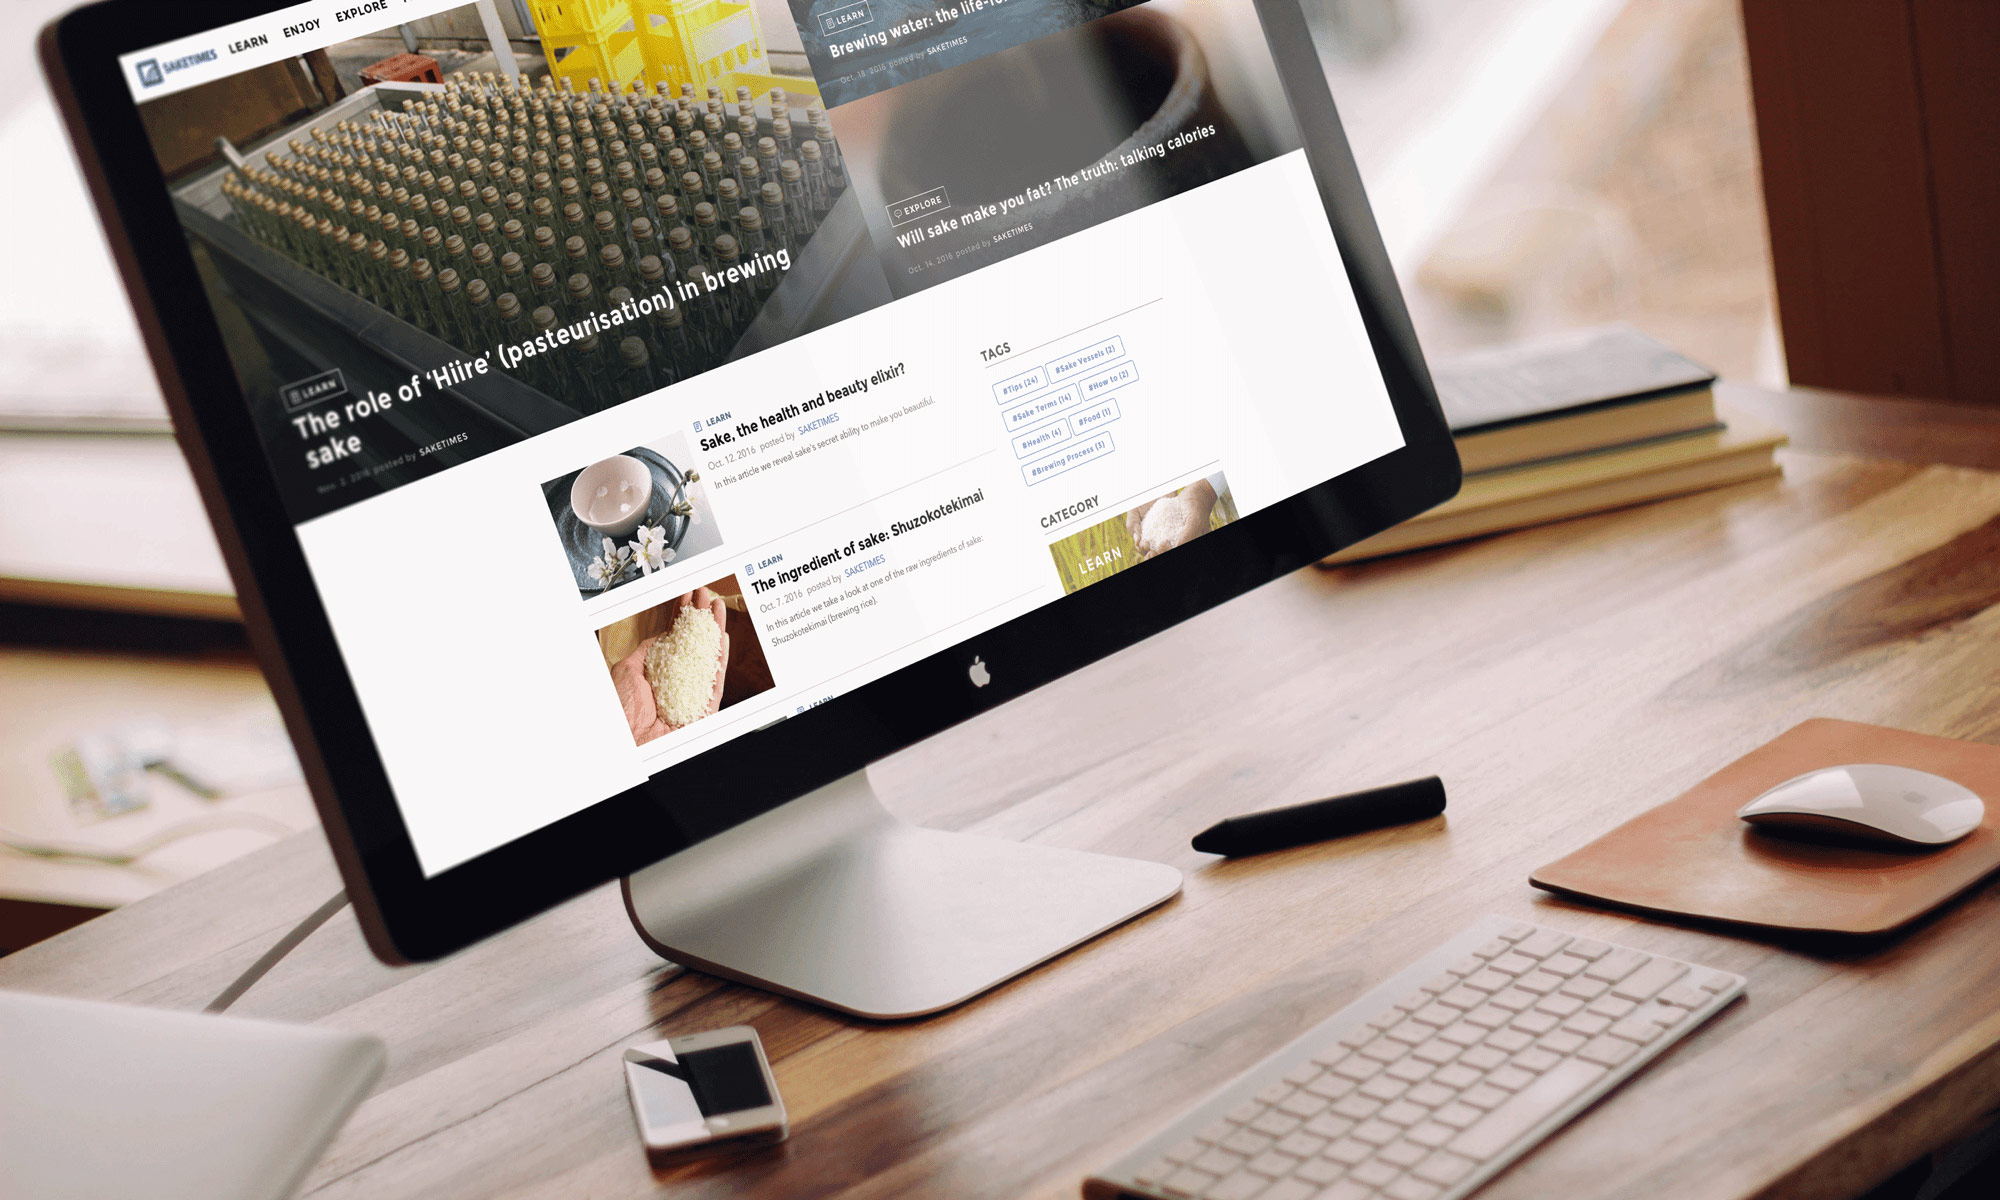 SAKETIMES LEARN ENJOY EXPLORE
LEARN
The role of ‘Hiire’ (pasteurisation) in brewing
sake
Nov. 2. 2016 posted by SAKETIMES
LEARN
Brewing water: the
Oct. 18. 2016 posted by SAKETIMES
EXPLORE
Will sake make you fat? The truth: talking calories
Oct. 14. 2016 posted by SAKETIMES
LEARN
Sake, the health and beauty elixir?
Oct. 12. 2016 posted by SAKETIMES
In this article we reveal sake's secret ability to make you beautiful.
LEARN
The ingredient of sake: Shuzokotekimai
Oct. 7. 2016 posted by SAKETIMES
In this article we take a look at one of the raw ingredients of sake:
Shuzokotekimai (brewing rice).
LEARN
TAGS
#Tips (24) #Sake Vessels (2)
#Sake Terms (14) #How to (2)
#Health (4) #Food (1)
#Brewing Process (3)
CATEGORY
LEARN